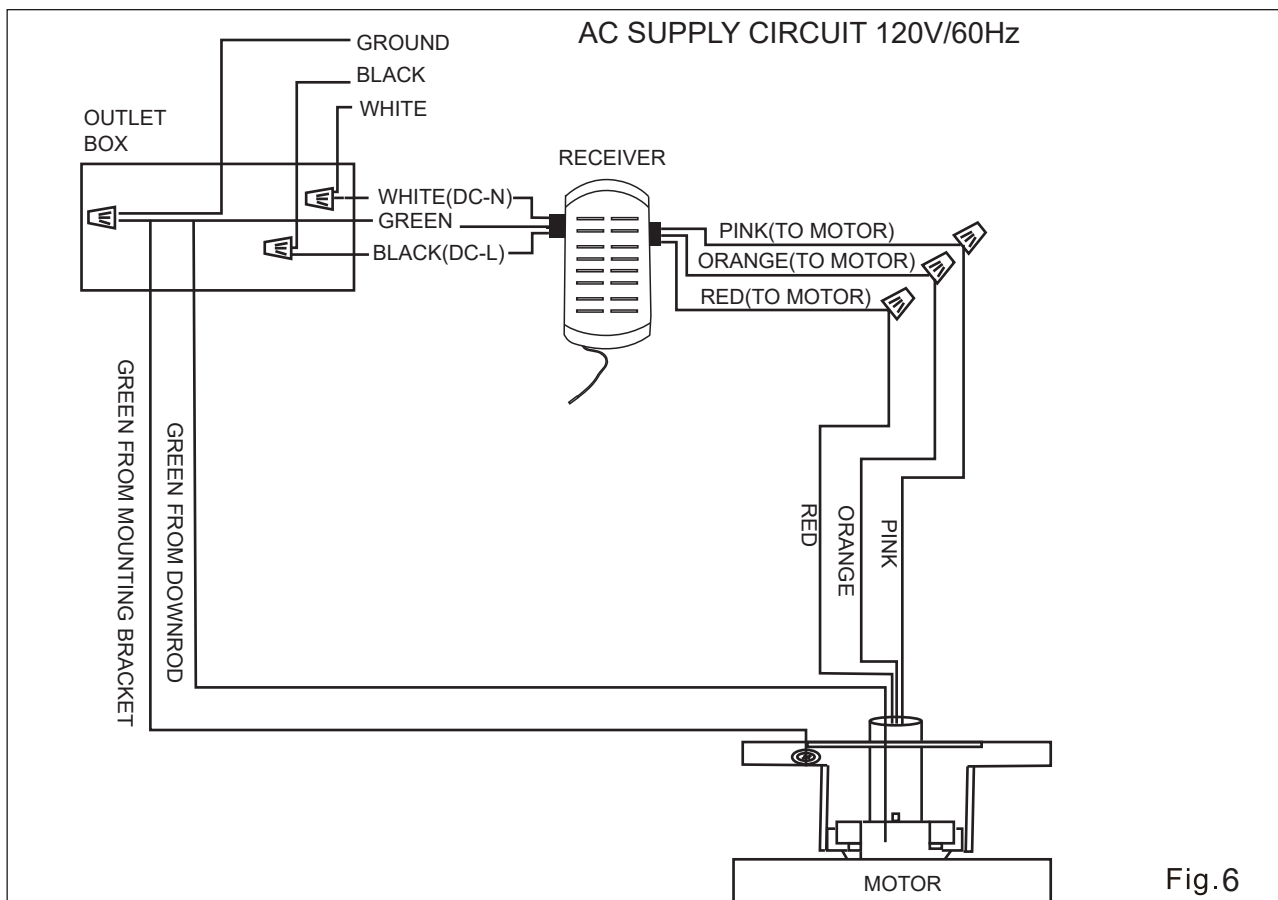 AC SUPPLY CIRCUIT 120V/60Hz
GROUND
BLACK
WHITE
OUTLET
BOX
RECEIVER
WHITE(DC-N)
GREEN
BLACK(DC-L)
PINK(TO MOTOR)
ORANGE(TO MOTOR)
RED(TO MOTOR)
GREEN FROM MOUNTING BRACKET
GREEN FROM DOWNROD
RED
ORANGE
PINK
MOTOR
Fig.6